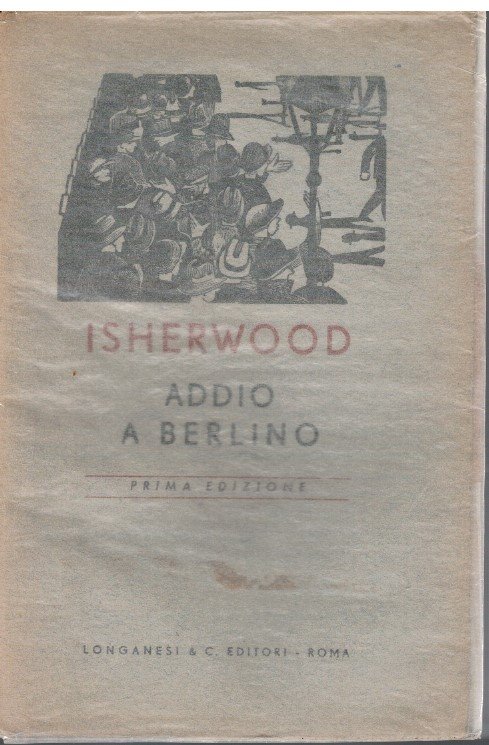 ISHERWOOD
ADDIO
A BERLINO
PRIMA EDIZIONE
LONGANESI & C. EDITORI - ROMA